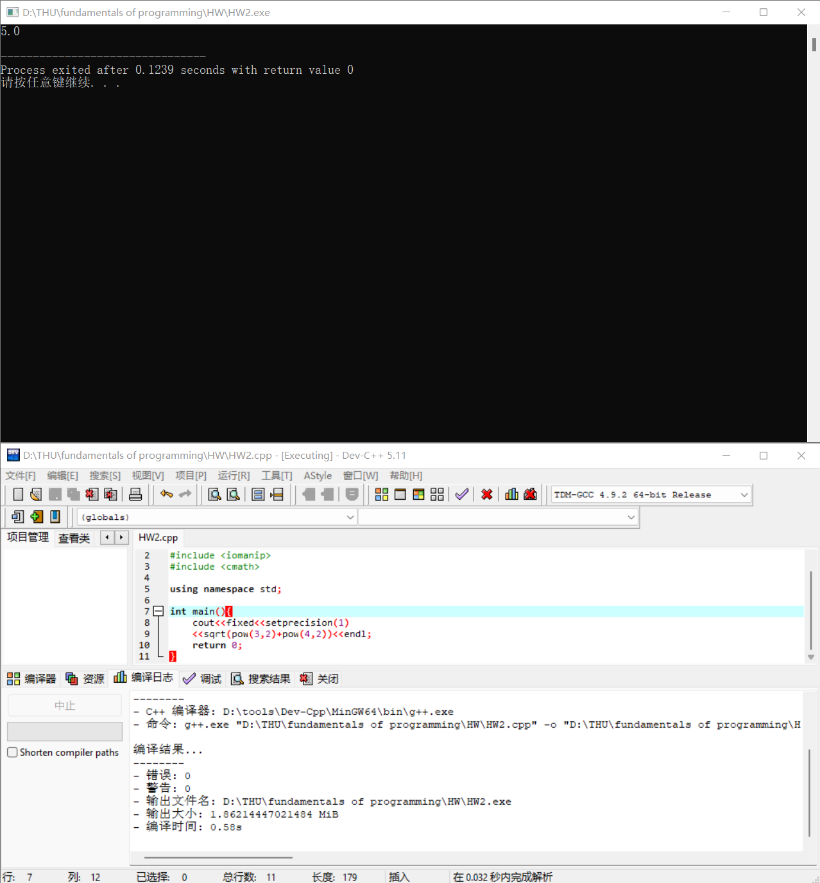 D:\THU\fundamentals of programming\HW\HW2.exe
5.0
--------------------------------
Process exited after 0.1239 seconds with return value 0
请按任意键继续. . .
D:\THU\fundamentals of programming\HW\HW2.cpp - [Executing] - Dev-C++ 5.11
文件[F] 编辑[E] 搜索[S] 视图[V] 项目[P] 运行[R] 工具[T] AStyle 窗口[W] 帮助[H]
TDM-GCC 4.9.2 64-bit Release
(globals)
项目管理 查看类 HW2.cpp
2 #include <iomanip>
3 #include <cmath>
4
5 using namespace std;
6
7 int main(){
8 cout<<fixed<<setprecision(1)
9 <<sqrt(pow(3,2)+pow(4,2))<<endl;
10 return 0;
11 }
编译器 资源 编译日志 调试 搜索结果 关闭
中止
Shorten compiler paths
--------
- C++ 编译器: D:\tools\Dev-Cpp\MinGW64\bin\g++.exe
- 命令: g++.exe "D:\THU\fundamentals of programming\HW\HW2.cpp" -o "D:\THU\fundamentals of programming\H
编译结果...
--------
- 错误: 0
- 警告: 0
- 输出文件名: D:\THU\fundamentals of programming\HW\HW2.exe
- 输出大小: 1.86214447021484 MiB
- 编译时间: 0.58s
行: 7 列: 12 已选择: 0 总行数: 11 长度: 179 插入 在 0.032 秒内完成解析